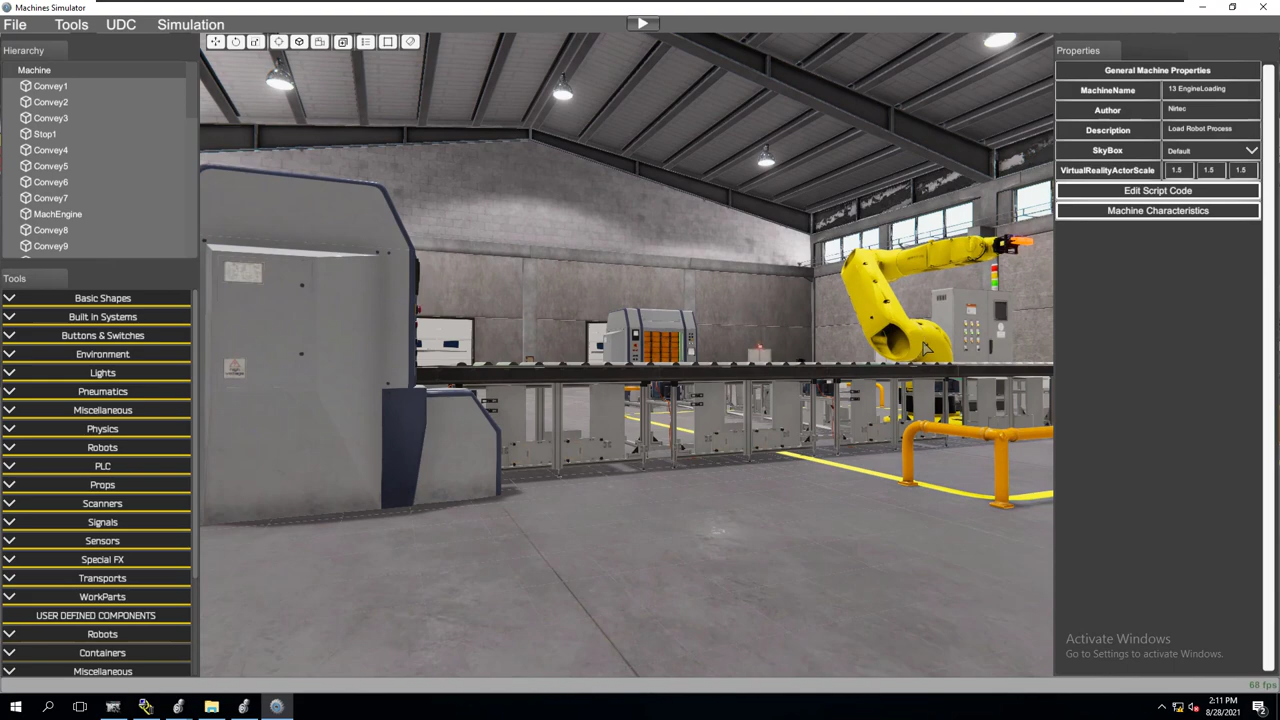 Machines Simulator
File Tools UDC Simulation
Hierarchy
Machine
Convey1
Convey2
Convey3
Stop1
Convey4
Convey5
Convey6
Convey7
MachEngine
Convey8
Convey9
Tools
Basic Shapes
Built in Systems
Buttons & Switches
Environment
Lights
Pneumatics
Miscellaneous
Physics
Robots
PLC
Props
Scanners
Signals
Sensors
Special FX
Transports
WorkParts
USER DEFINED COMPONENTS
Robots
Containers
Miscellaneous
Properties
General Machine Properties
MachineName 13 EngineLoading
Author Nirtec
Description Load Robot Process
SkyBox Default
VirtualRealityActorScale 1.5 1.5 1.5
Edit Script Code
Machine Characteristics
Activate Windows
Go to Settings to activate Windows.
68 fps
2:11 PM
8/28/2021
2